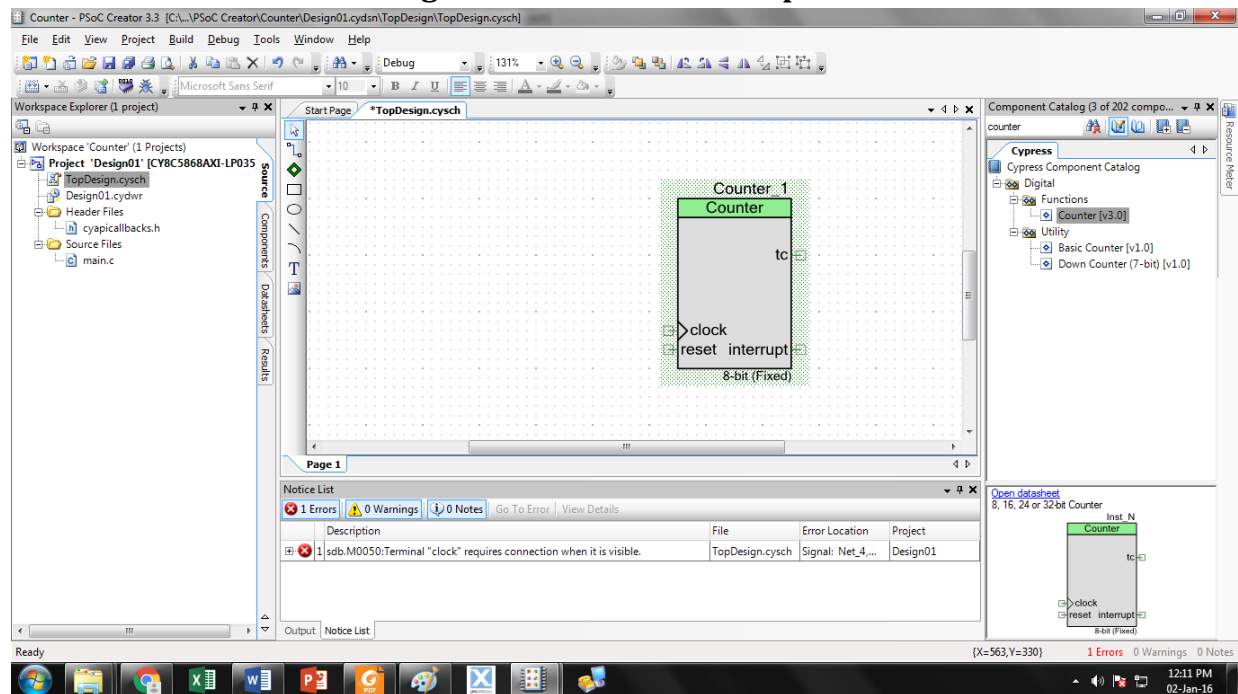 Counter - PSoC Creator 3.3 [C:\...\PSoC Creator\Counter\Design01.cydsn\TopDesign\TopDesign.cysch]
File Edit View Project Build Debug Tools Window Help
Debug 131%
Microsoft Sans Serif 10 B I U A
Workspace Explorer (1 project)
Workspace 'Counter' (1 Projects)
Project 'Design01' [CY8C5868AXI-LP035
TopDesign.cysch
Design01.cydwr
Header Files
cyapicallbacks.h
Source Files
main.c
Source
Components
Datasheets
Results
Start Page *TopDesign.cysch
T
Counter_1
Counter
tc
clock
reset interrupt
8-bit (Fixed)
Page 1
Component Catalog (3 of 202 compo...
counter
Cypress
Cypress Component Catalog
Digital
Functions
Counter [v3.0]
Utility
Basic Counter [v1.0]
Down Counter (7-bit) [v1.0]
Resource Meter
Notice List
1 Errors 0 Warnings 0 Notes Go To Error View Details
Description File Error Location Project
1 sdb.M0050:Terminal "clock" requires connection when it is visible. TopDesign.cysch Signal: Net_4,... Design01
Output Notice List
Open datasheet
8, 16, 24 or 32-bit Counter
Inst_N
Counter
tc
clock
reset interrupt
8-bit (Fixed)
Ready {X=563,Y=330} 1 Errors 0 Warnings 0 Notes
PDF
12:11 PM
02-Jan-16